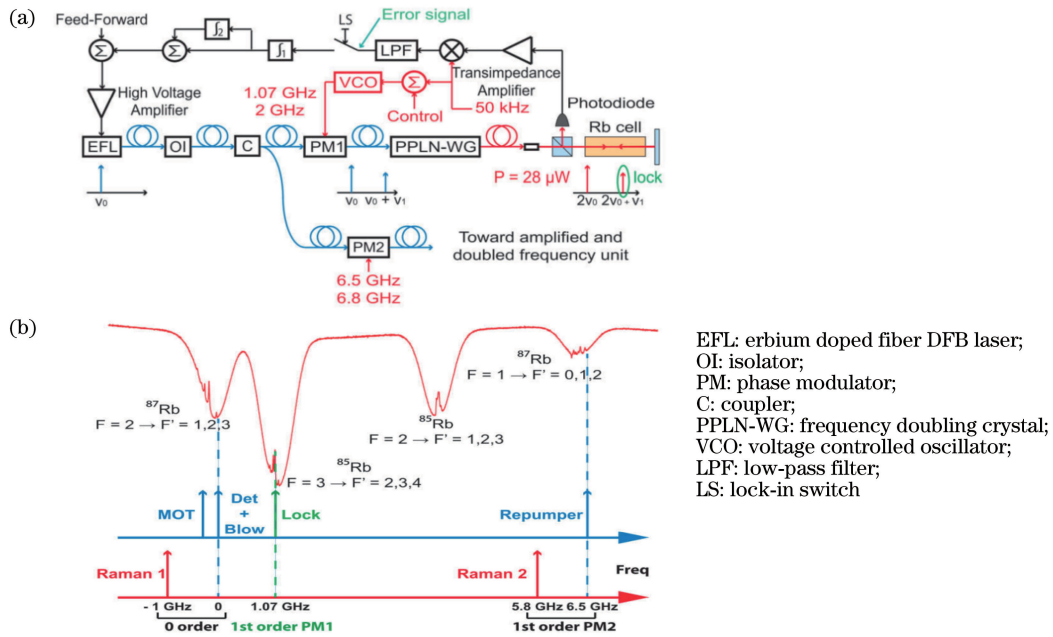 (a)
Feed-Forward
LS
Error signal
∫₂
Σ
Σ
∫₁
LPF
Transimpedance
Amplifier
VCO
Σ
1.07 GHz
2 GHz
Control
50 kHz
Photodiode
High Voltage
Amplifier
Rb cell
EFL
OI
C
PM1
PPLN-WG
P = 28 µW
lock
ν₀
ν₀
ν₀ + ν₁
2ν₀
2ν₀ + ν₁
PM2
Toward amplified and
doubled frequency unit
6.5 GHz
6.8 GHz
(b)
⁸⁷Rb
F = 2 → F' = 1,2,3
⁸⁵Rb
F = 3 → F' = 2,3,4
⁸⁵Rb
F = 2 → F' = 1,2,3
⁸⁷Rb
F = 1 → F' = 0,1,2
MOT
Det
+
Blow
Lock
Repumper
Raman 1
Raman 2
Freq
- 1 GHz
0
1.07 GHz
5.8 GHz
6.5 GHz
0 order
1st order PM1
1st order PM2
EFL: erbium doped fiber DFB laser;
OI: isolator;
PM: phase modulator;
C: coupler;
PPLN-WG: frequency doubling crystal;
VCO: voltage controlled oscillator;
LPF: low-pass filter;
LS: lock-in switch